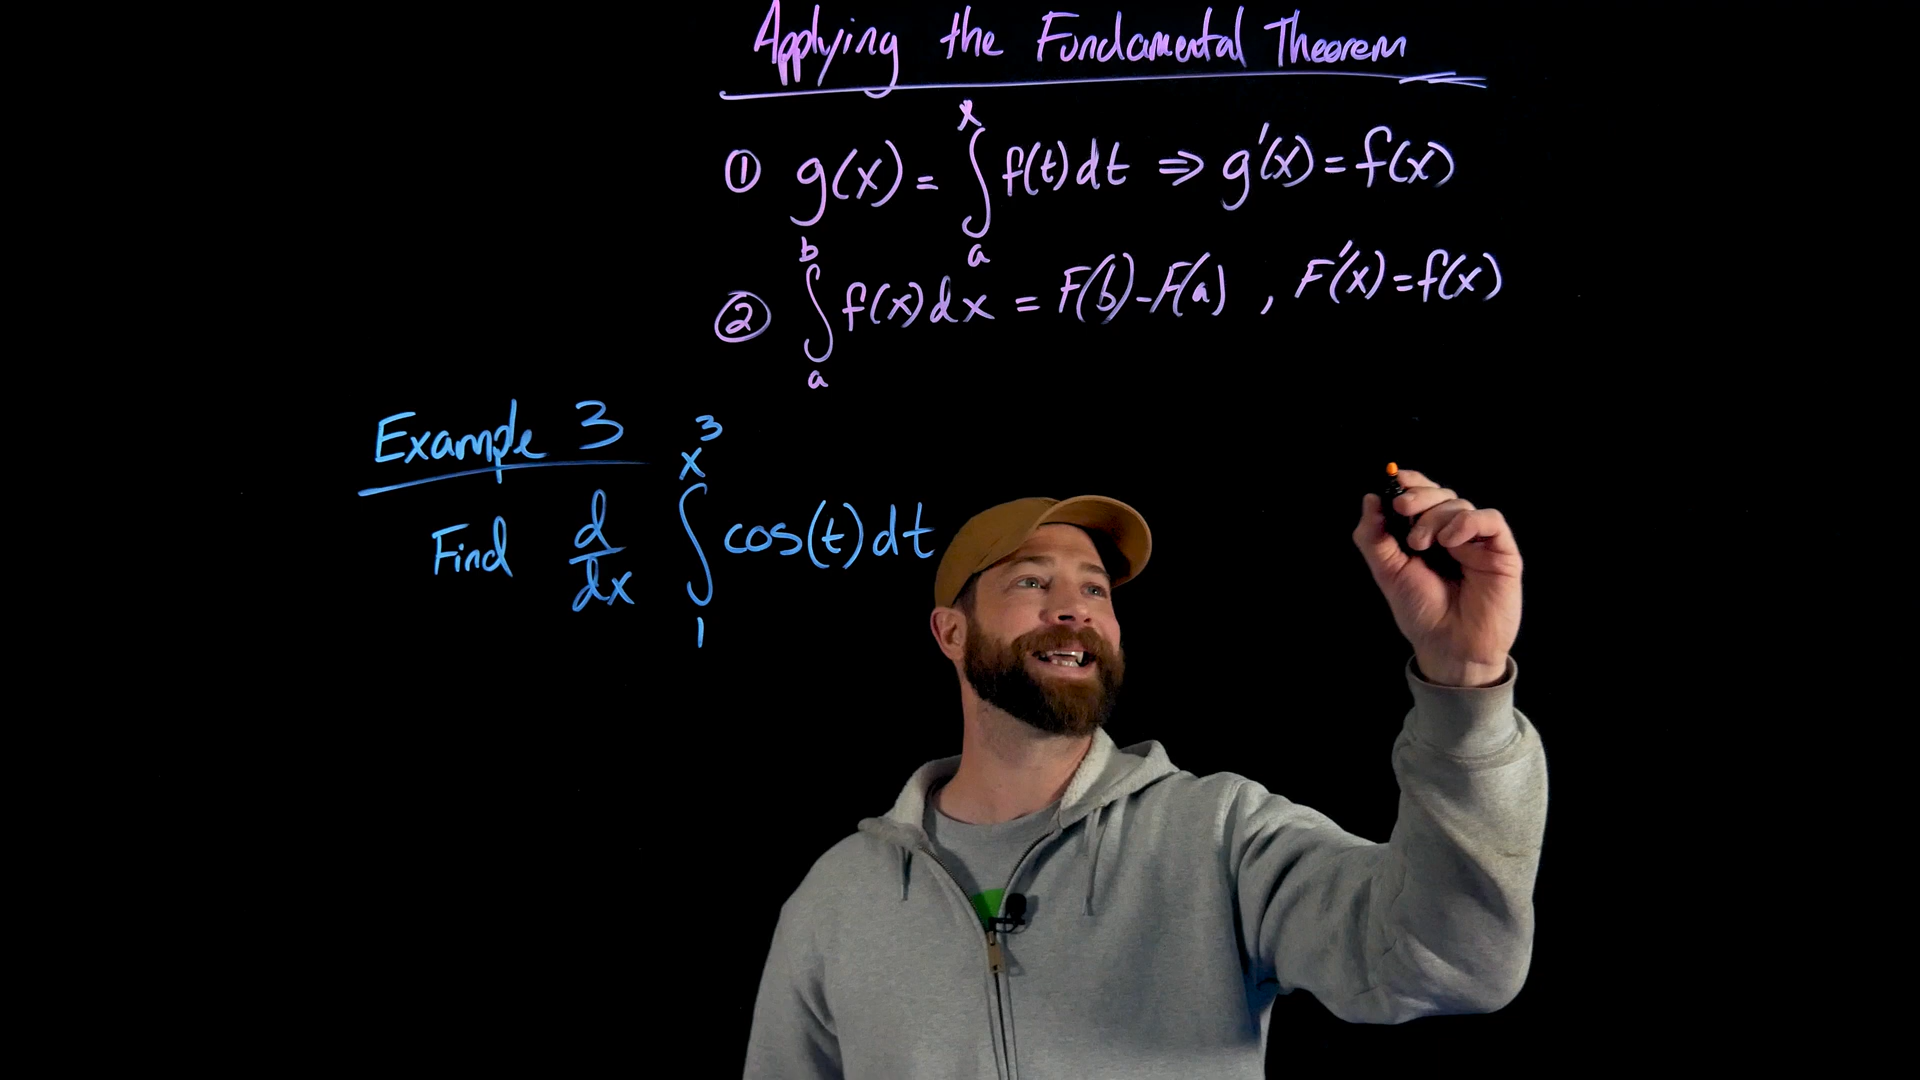 Applying the Fundamental Theorem
① g(x) = ∫ₐˣ f(t) dt ⇒ g'(x) = f(x)
② ∫ₐᵇ f(x) dx = F(b) - F(a) , F'(x) = f(x)
Example 3
Find d/dx ∫₁^(x³) cos(t) dt